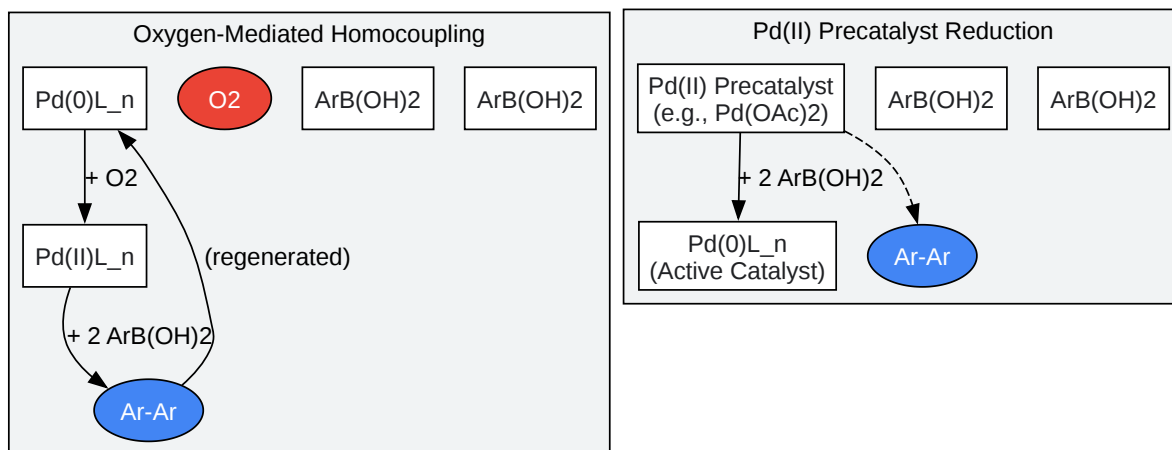 Oxygen-Mediated Homocoupling
Pd(0)L_n
O2
ArB(OH)2
ArB(OH)2
+ O2
Pd(II)L_n
(regenerated)
+ 2 ArB(OH)2
Ar-Ar
Pd(II) Precatalyst Reduction
Pd(II) Precatalyst
(e.g., Pd(OAc)2)
ArB(OH)2
ArB(OH)2
+ 2 ArB(OH)2
Pd(0)L_n
(Active Catalyst)
Ar-Ar